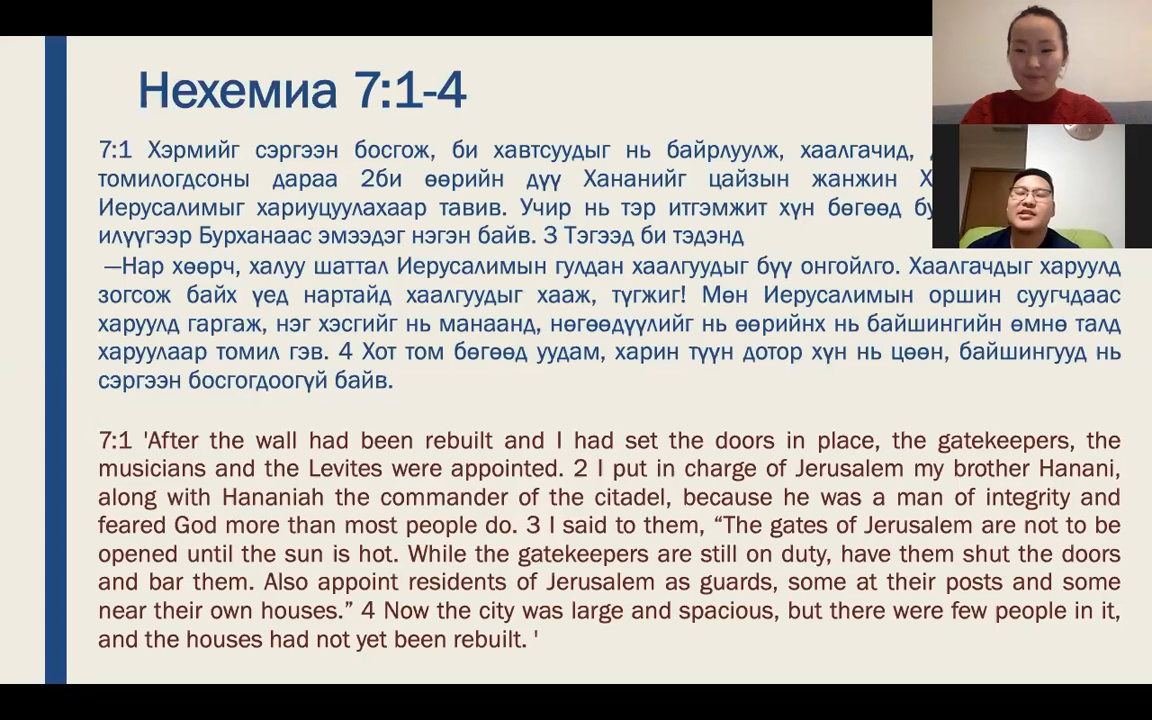 Нехемиа 7:1-4
7:1 Хэрмийг сэргээн босгож, би хавтсуудыг нь байрлуулж, хаалгачид,
томилогдсоны дараа 2би өөрийн дүү Хананийг цайзын жанжин
Иерусалимыг хариуцуулахаар тавив. Учир нь тэр итгэмжит хүн бөгөөд
илүүгээр Бурханаас эмээдэг нэгэн байв. 3 Тэгээд би тэдэнд
—Нар хөөрч, халуу шаттал Иерусалимын гулдан хаалгуудыг бүү онгойлго. Хаалгачдыг харуулд
зогсож байх үед нартайд хаалгуудыг хааж, түгжиг! Мөн Иерусалимын оршин суугчдаас
харуулд гаргаж, нэг хэсгийг нь манаанд, нөгөөдүүлийг нь өөрийнх нь байшингийн өмнө талд
харуулаар томил гэв. 4 Хот том бөгөөд уудам, харин түүн дотор хүн нь цөөн, байшингууд нь
сэргээн босгогдоогүй байв.
7:1 'After the wall had been rebuilt and I had set the doors in place, the gatekeepers, the
musicians and the Levites were appointed. 2 I put in charge of Jerusalem my brother Hanani,
along with Hananiah the commander of the citadel, because he was a man of integrity and
feared God more than most people do. 3 I said to them, “The gates of Jerusalem are not to be
opened until the sun is hot. While the gatekeepers are still on duty, have them shut the doors
and bar them. Also appoint residents of Jerusalem as guards, some at their posts and some
near their own houses.” 4 Now the city was large and spacious, but there were few people in it,
and the houses had not yet been rebuilt. '